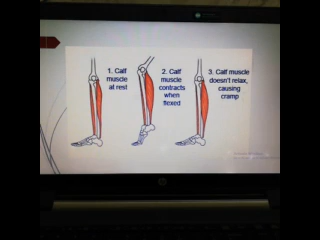 1. Calf
muscle
at rest
2. Calf
muscle
contracts
when
flexed
3. Calf muscle
doesn't relax,
causing
cramp